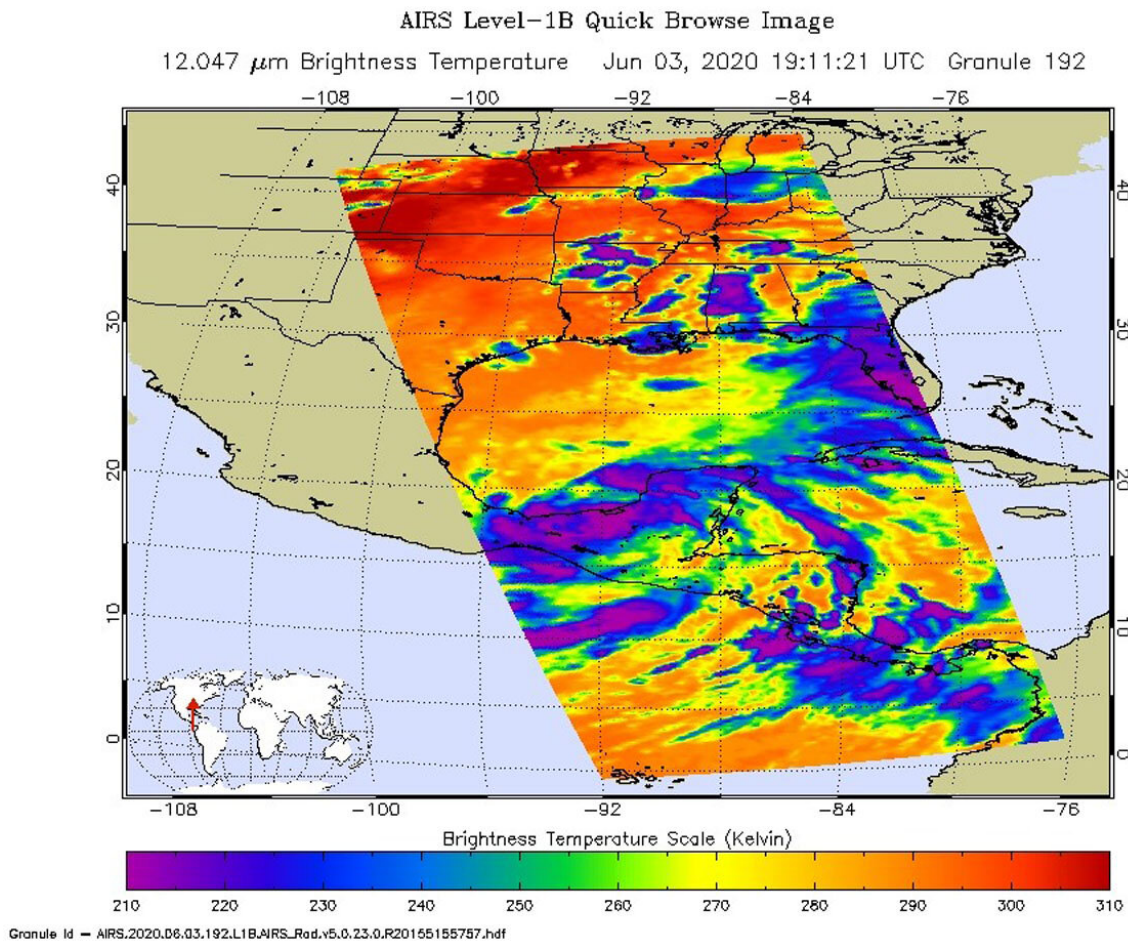 AIRS Level-1B Quick Browse Image
12.047 μm Brightness Temperature Jun 03, 2020 19:11:21 UTC Granule 192
-108 -100 -92 -84 -76
40 40
30 30
20 20
10 10
0 0
-108 -100 -92 -84 -76
Brightness Temperature Scale (Kelvin)
210 220 230 240 250 260 270 280 290 300 310
Granule Id - AIRS.2020.06.03.192.L1B.AIRS_Rad.v5.0.23.0.R20155155757.hdf